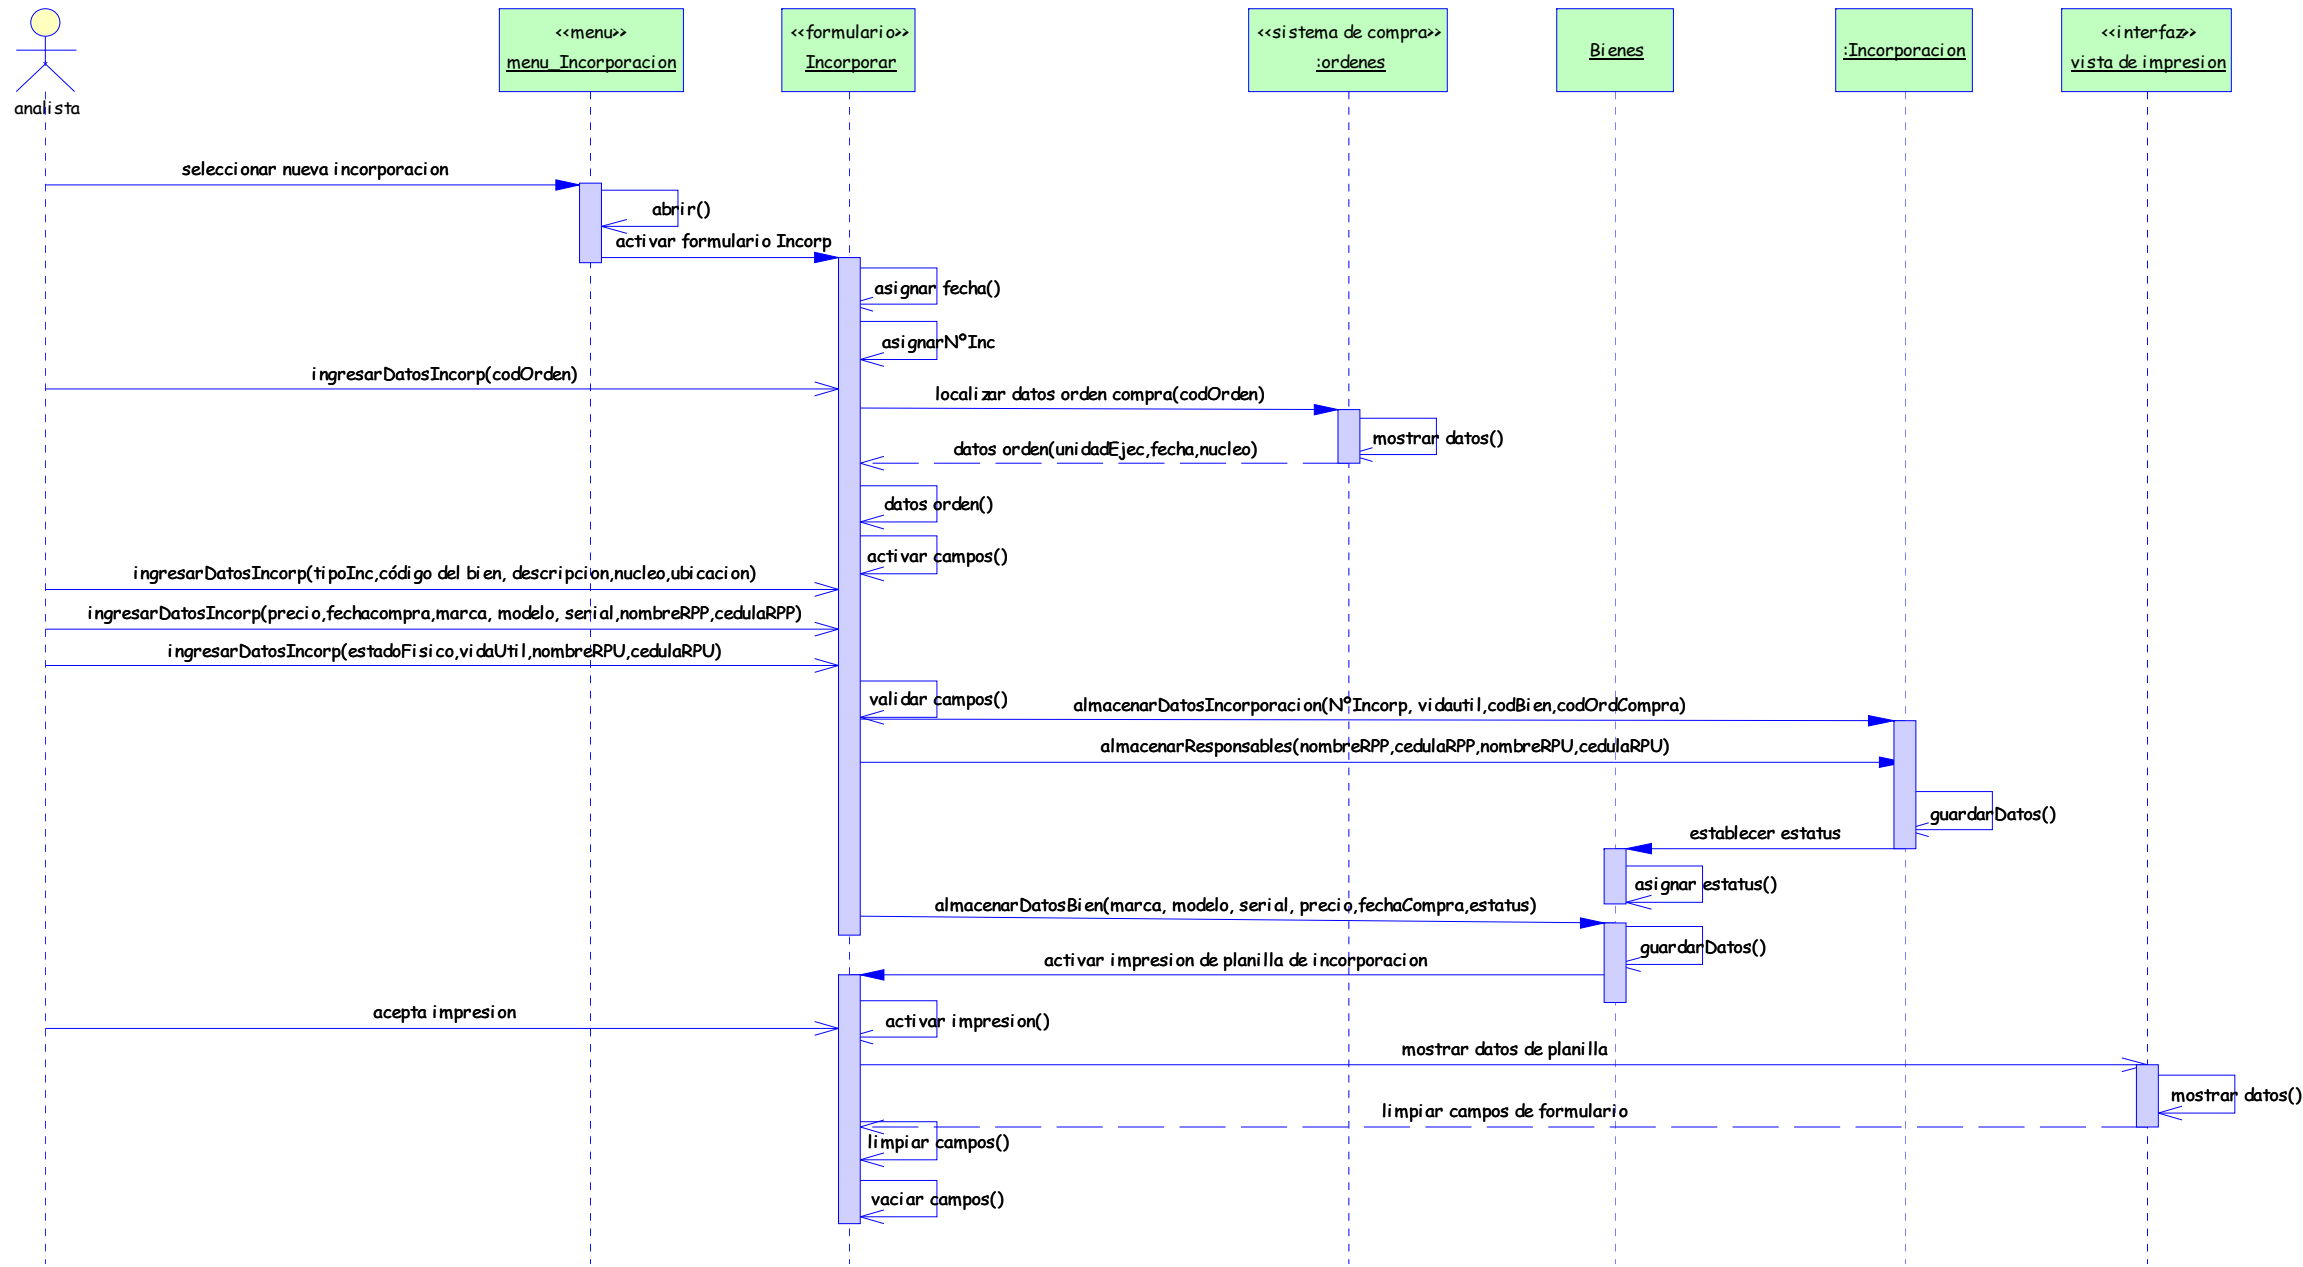 analista
<<menu>>
menu_Incorporacion
<<formulario>>
Incorporar
<<sistema de compra>>
:ordenes
Bienes
:Incorporacion
<<interfaz>>
vista de impresion
seleccionar nueva incorporacion
abrir()
activar formulario Incorp
asignar fecha()
asignarNºInc
ingresarDatosIncorp(codOrden)
localizar datos orden compra(codOrden)
mostrar datos()
datos orden(unidadEjec,fecha,nucleo)
datos orden()
activar campos()
ingresarDatosIncorp(tipoInc,código del bien, descripcion,nucleo,ubicacion)
ingresarDatosIncorp(precio,fechacompra,marca, modelo, serial,nombreRPP,cedulaRPP)
ingresarDatosIncorp(estadoFisico,vidaUtil,nombreRPU,cedulaRPU)
validar campos()
almacenarDatosIncorporacion(NºIncorp, vidautil,codBien,codOrdCompra)
almacenarResponsables(nombreRPP,cedulaRPP,nombreRPU,cedulaRPU)
guardarDatos()
establecer estatus
asignar estatus()
almacenarDatosBien(marca, modelo, serial, precio,fechaCompra,estatus)
guardarDatos()
activar impresion de planilla de incorporacion
acepta impresion
activar impresion()
mostrar datos de planilla
mostrar datos()
limpiar campos de formulario
limpiar campos()
vaciar campos()